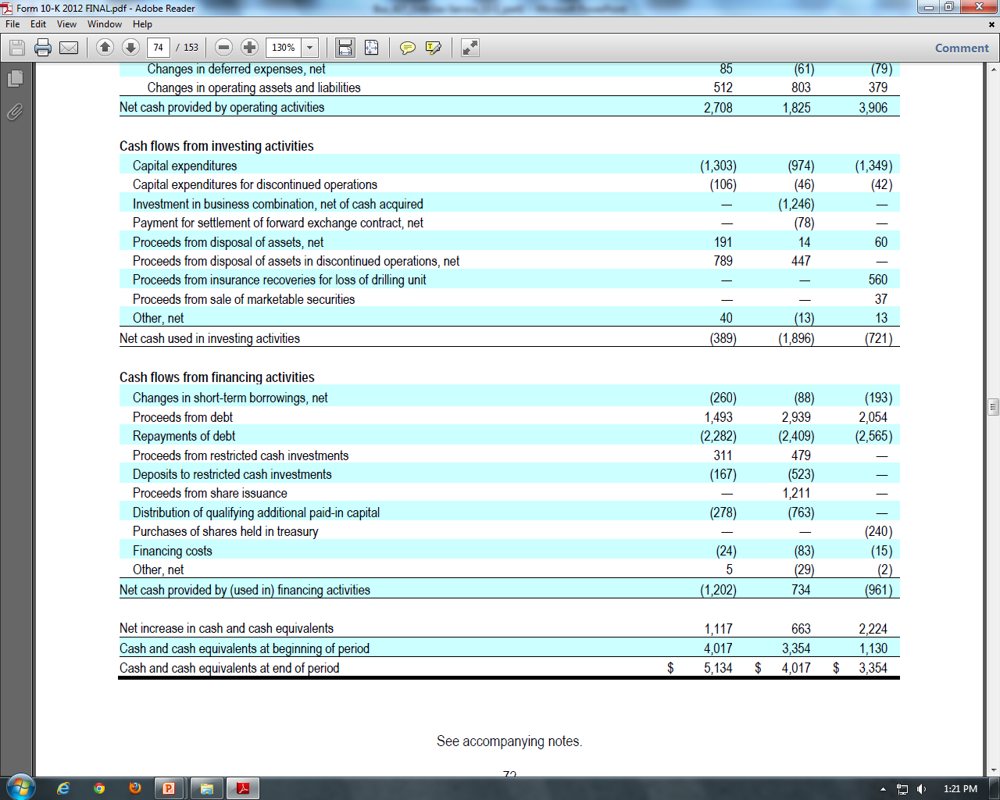 Form 10-K 2012 FINAL.pdf - Adobe Reader
File Edit View Window Help
74 / 153 130% Comment
Changes in deferred expenses, net 85 (61) (79)
Changes in operating assets and liabilities 512 803 379
Net cash provided by operating activities 2,708 1,825 3,906
Cash flows from investing activities
Capital expenditures (1,303) (974) (1,349)
Capital expenditures for discontinued operations (106) (46) (42)
Investment in business combination, net of cash acquired — (1,246) —
Payment for settlement of forward exchange contract, net — (78) —
Proceeds from disposal of assets, net 191 14 60
Proceeds from disposal of assets in discontinued operations, net 789 447 —
Proceeds from insurance recoveries for loss of drilling unit — — 560
Proceeds from sale of marketable securities — — 37
Other, net 40 (13) 13
Net cash used in investing activities (389) (1,896) (721)
Cash flows from financing activities
Changes in short-term borrowings, net (260) (88) (193)
Proceeds from debt 1,493 2,939 2,054
Repayments of debt (2,282) (2,409) (2,565)
Proceeds from restricted cash investments 311 479 —
Deposits to restricted cash investments (167) (523) —
Proceeds from share issuance — 1,211 —
Distribution of qualifying additional paid-in capital (278) (763) —
Purchases of shares held in treasury — — (240)
Financing costs (24) (83) (15)
Other, net 5 (29) (2)
Net cash provided by (used in) financing activities (1,202) 734 (961)
Net increase in cash and cash equivalents 1,117 663 2,224
Cash and cash equivalents at beginning of period 4,017 3,354 1,130
Cash and cash equivalents at end of period $ 5,134 $ 4,017 $ 3,354
See accompanying notes.
1:21 PM